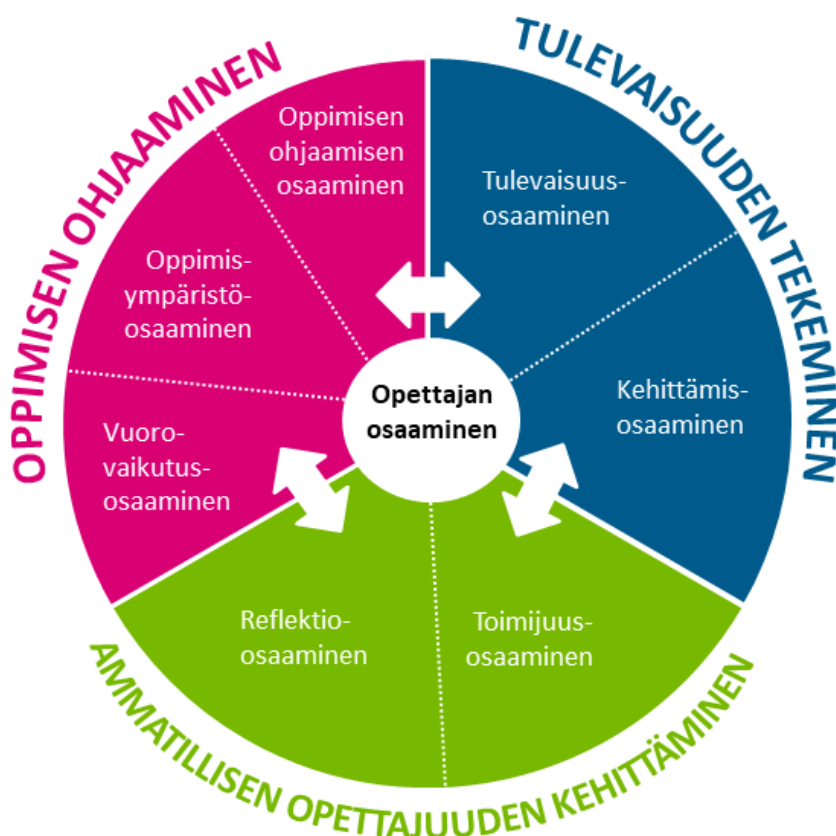 OPPIMISEN OHJAAMINEN
Oppimisen
ohjaamisen
osaaminen
Oppimis-
ympäristö-
osaaminen
Vuoro-
vaikutus-
osaaminen
TULEVAISUUDEN TEKEMINEN
Tulevaisuus-
osaaminen
Kehittämis-
osaaminen
Opettajan
osaaminen
Reflektio-
osaaminen
Toimijuus-
osaaminen
AMMATILLISEN OPETTAJUUDEN KEHITTÄMINEN